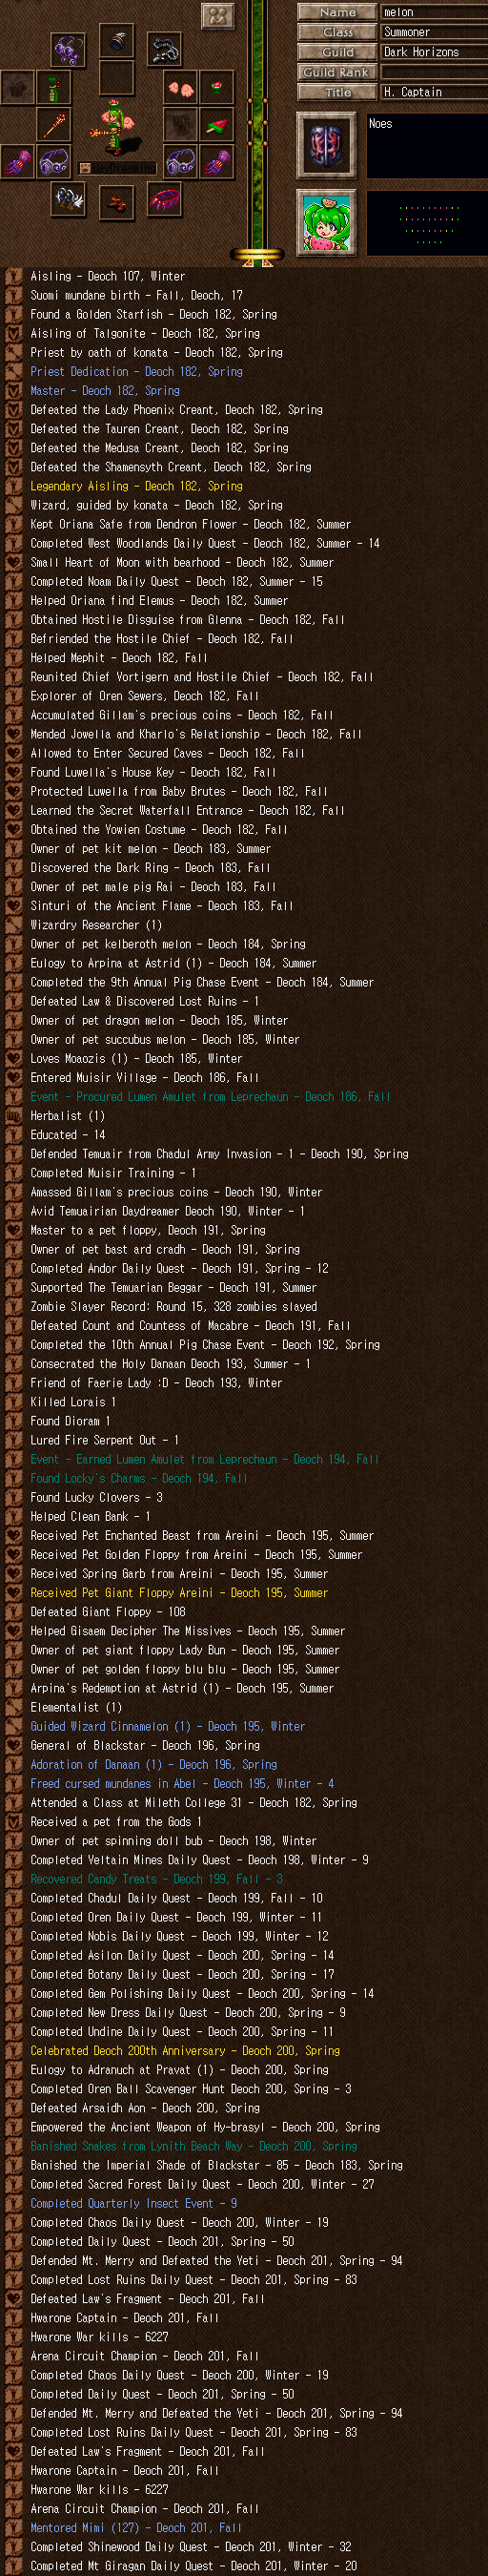 Name
melon
Class
Summoner
Guild
Dark Horizons
Guild Rank
Title
H. Captain
Noes
DayDreaming
Aisling - Deoch 107, Winter
Suomi mundane birth - Fall, Deoch, 17
Found a Golden Starfish - Deoch 182, Spring
Aisling of Talgonite - Deoch 182, Spring
Priest by oath of konata - Deoch 182, Spring
Priest Dedication - Deoch 182, Spring
Master - Deoch 182, Spring
Defeated the Lady Phoenix Creant, Deoch 182, Spring
Defeated the Tauren Creant, Deoch 182, Spring
Defeated the Medusa Creant, Deoch 182, Spring
Defeated the Shamensyth Creant, Deoch 182, Spring
Legendary Aisling - Deoch 182, Spring
Wizard, guided by konata - Deoch 182, Spring
Kept Oriana Safe from Dendron Flower - Deoch 182, Summer
Completed West Woodlands Daily Quest - Deoch 182, Summer - 14
Small Heart of Moon with bearhood - Deoch 182, Summer
Completed Noam Daily Quest - Deoch 182, Summer - 15
Helped Oriana find Elemus - Deoch 182, Summer
Obtained Hostile Disguise from Glenna - Deoch 182, Fall
Befriended the Hostile Chief - Deoch 182, Fall
Helped Mephit - Deoch 182, Fall
Reunited Chief Vortigern and Hostile Chief - Deoch 182, Fall
Explorer of Oren Sewers, Deoch 182, Fall
Accumulated Gillam's precious coins - Deoch 182, Fall
Mended Jowella and Kharlo's Relationship - Deoch 182, Fall
Allowed to Enter Secured Caves - Deoch 182, Fall
Found Luwella's House Key - Deoch 182, Fall
Protected Luwella from Baby Brutes - Deoch 182, Fall
Learned the Secret Waterfall Entrance - Deoch 182, Fall
Obtained the Yowien Costume - Deoch 182, Fall
Owner of pet kit melon - Deoch 183, Summer
Discovered the Dark Ring - Deoch 183, Fall
Owner of pet male pig Rai - Deoch 183, Fall
Sinturi of the Ancient Flame - Deoch 183, Fall
Wizardry Researcher (1)
Owner of pet kelberoth melon - Deoch 184, Spring
Eulogy to Arpina at Astrid (1) - Deoch 184, Summer
Completed the 9th Annual Pig Chase Event - Deoch 184, Summer
Defeated Law & Discovered Lost Ruins - 1
Owner of pet dragon melon - Deoch 185, Winter
Owner of pet succubus melon - Deoch 185, Winter
Loves Moaozis (1) - Deoch 185, Winter
Entered Muisir Village - Deoch 186, Fall
Event - Procured Lumen Amulet from Leprechaun - Deoch 186, Fall
Herbalist (1)
Educated - 14
Defended Temuair from Chadul Army Invasion - 1 - Deoch 190, Spring
Completed Muisir Training - 1
Amassed Gillam's precious coins - Deoch 190, Winter
Avid Temuairian Daydreamer Deoch 190, Winter - 1
Master to a pet floppy, Deoch 191, Spring
Owner of pet bast ard cradh - Deoch 191, Spring
Completed Andor Daily Quest - Deoch 191, Spring - 12
Supported The Temuarian Beggar - Deoch 191, Summer
Zombie Slayer Record: Round 15, 328 zombies slayed
Defeated Count and Countess of Macabre - Deoch 191, Fall
Completed the 10th Annual Pig Chase Event - Deoch 192, Spring
Consecrated the Holy Danaan Deoch 193, Summer - 1
Friend of Faerie Lady :D - Deoch 193, Winter
Killed Lorais 1
Found Dioram 1
Lured Fire Serpent Out - 1
Event - Earned Lumen Amulet from Leprechaun - Deoch 194, Fall
Found Locky's Charms - Deoch 194, Fall
Found Lucky Clovers - 3
Helped Clean Bank - 1
Received Pet Enchanted Beast from Areini - Deoch 195, Summer
Received Pet Golden Floppy from Areini - Deoch 195, Summer
Received Spring Garb from Areini - Deoch 195, Summer
Received Pet Giant Floppy Areini - Deoch 195, Summer
Defeated Giant Floppy - 108
Helped Gisaem Decipher The Missives - Deoch 195, Summer
Owner of pet giant floppy Lady Bun - Deoch 195, Summer
Owner of pet golden floppy blu blu - Deoch 195, Summer
Arpina's Redemption at Astrid (1) - Deoch 195, Summer
Elementalist (1)
Guided Wizard Cinnamelon (1) - Deoch 195, Winter
General of Blackstar - Deoch 196, Spring
Adoration of Danaan (1) - Deoch 196, Spring
Freed cursed mundanes in Abel - Deoch 195, Winter - 4
Attended a Class at Mileth College 31 - Deoch 182, Spring
Received a pet from the Gods 1
Owner of pet spinning doll bub - Deoch 198, Winter
Completed Yeltain Mines Daily Quest - Deoch 198, Winter - 9
Recovered Candy Treats - Deoch 199, Fall - 3
Completed Chadul Daily Quest - Deoch 199, Fall - 10
Completed Oren Daily Quest - Deoch 199, Winter - 11
Completed Nobis Daily Quest - Deoch 199, Winter - 12
Completed Asilon Daily Quest - Deoch 200, Spring - 14
Completed Botany Daily Quest - Deoch 200, Spring - 17
Completed Gem Polishing Daily Quest - Deoch 200, Spring - 14
Completed New Dress Daily Quest - Deoch 200, Spring - 9
Completed Undine Daily Quest - Deoch 200, Spring - 11
Celebrated Deoch 200th Anniversary - Deoch 200, Spring
Eulogy to Adranuch at Pravat (1) - Deoch 200, Spring
Completed Oren Ball Scavenger Hunt Deoch 200, Spring - 3
Defeated Arsaidh Aon - Deoch 200, Spring
Empowered the Ancient Weapon of Hy-brasyl - Deoch 200, Spring
Banished Snakes from Lynith Beach Way - Deoch 200, Spring
Banished the Imperial Shade of Blackstar - 85 - Deoch 183, Spring
Completed Sacred Forest Daily Quest - Deoch 200, Winter - 27
Completed Quarterly Insect Event - 9
Completed Chaos Daily Quest - Deoch 200, Winter - 19
Completed Daily Quest - Deoch 201, Spring - 50
Defended Mt. Merry and Defeated the Yeti - Deoch 201, Spring - 94
Completed Lost Ruins Daily Quest - Deoch 201, Spring - 83
Defeated Law's Fragment - Deoch 201, Fall
Hwarone Captain - Deoch 201, Fall
Hwarone War kills - 6227
Arena Circuit Champion - Deoch 201, Fall
Completed Chaos Daily Quest - Deoch 200, Winter - 19
Completed Daily Quest - Deoch 201, Spring - 50
Defended Mt. Merry and Defeated the Yeti - Deoch 201, Spring - 94
Completed Lost Ruins Daily Quest - Deoch 201, Spring - 83
Defeated Law's Fragment - Deoch 201, Fall
Hwarone Captain - Deoch 201, Fall
Hwarone War kills - 6227
Arena Circuit Champion - Deoch 201, Fall
Mentored Mimi (127) - Deoch 201, Fall
Completed Shinewood Daily Quest - Deoch 201, Winter - 32
Completed Mt Giragan Daily Quest - Deoch 201, Winter - 20